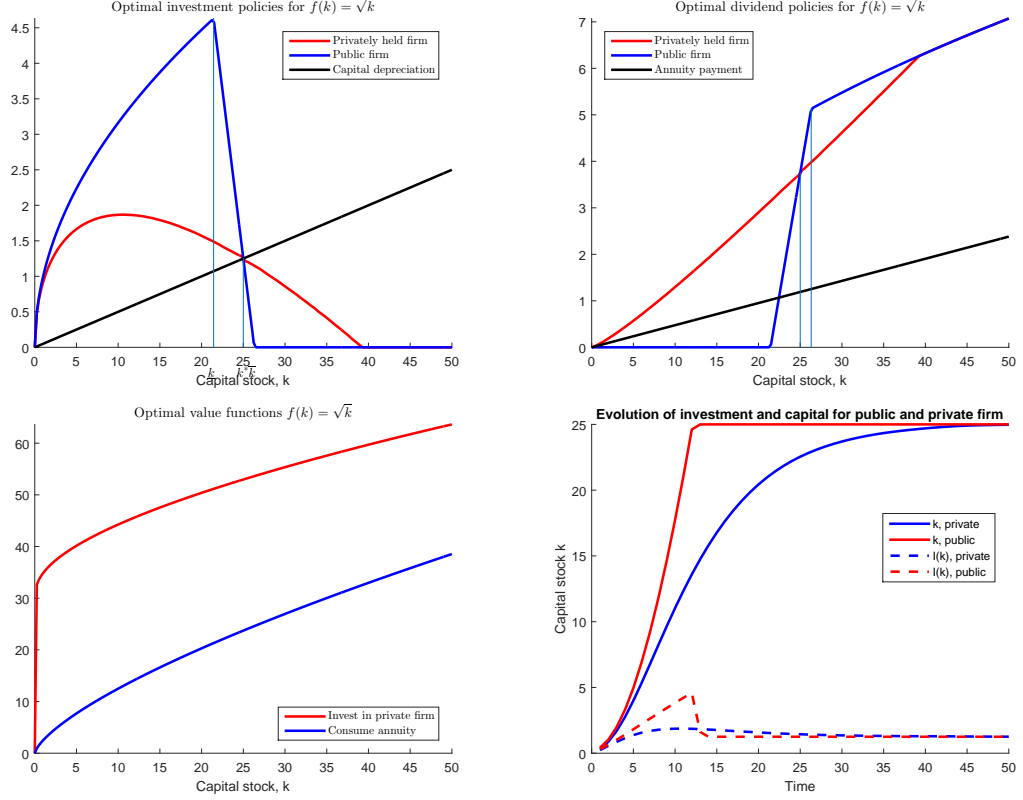 Optimal investment policies for f(k) = √k
4.5
4
3.5
3
2.5
2
1.5
1
0.5
0
Privately held firm
Public firm
Capital depreciation
0 5 10 15 20 25 30 35 40 45 50
k k* k̄
Capital stock, k
Optimal dividend policies for f(k) = √k
7
6
5
4
3
2
1
0
Privately held firm
Public firm
Annuity payment
0 5 10 15 20 25 30 35 40 45 50
Capital stock, k
Optimal value functions f(k) = √k
60
50
40
30
20
10
0
Invest in private firm
Consume annuity
0 5 10 15 20 25 30 35 40 45 50
Capital stock, k
Evolution of investment and capital for public and private firm
25
20
15
10
5
0
Capital stock k
k, private
k, public
I(k), private
I(k), public
0 5 10 15 20 25 30 35 40 45 50
Time